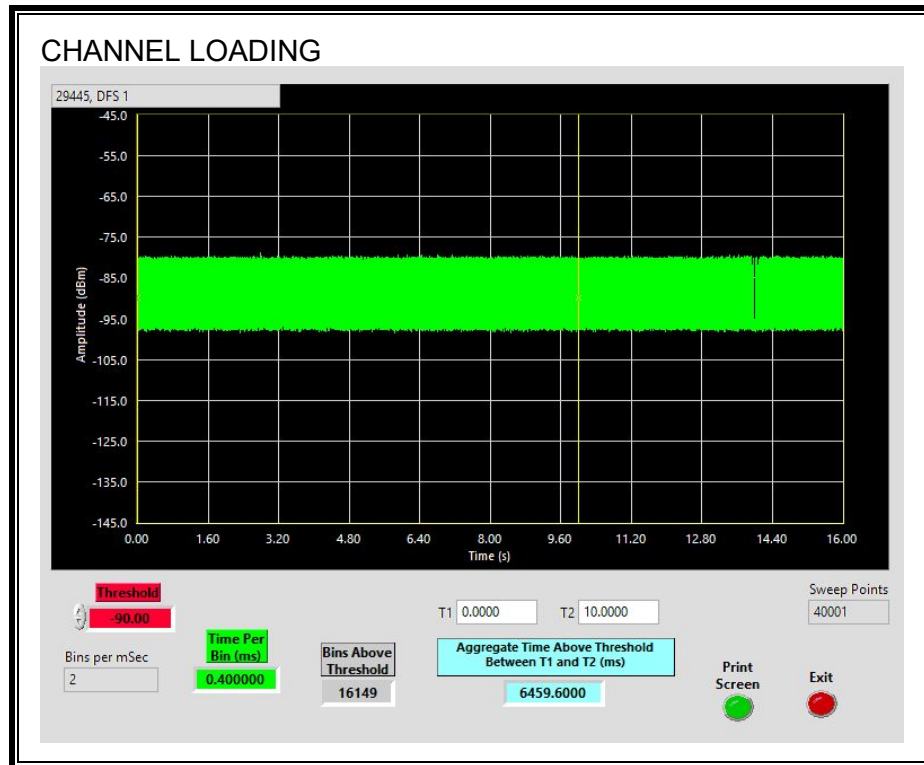 CHANNEL LOADING
29445, DFS 1
-45.0
-55.0
-65.0
-75.0
-85.0
-95.0
-105.0
-115.0
-125.0
-135.0
-145.0
Amplitude (dBm)
0.00 1.60 3.20 4.80 6.40 8.00 9.60 11.20 12.80 14.40 16.00
Time (s)
Threshold
-90.00
Bins per mSec
2
Time Per
Bin (ms)
0.400000
Bins Above
Threshold
16149
T1 0.0000 T2 10.0000
Aggregate Time Above Threshold
Between T1 and T2 (ms)
6459.6000
Sweep Points
40001
Print
Screen
Exit